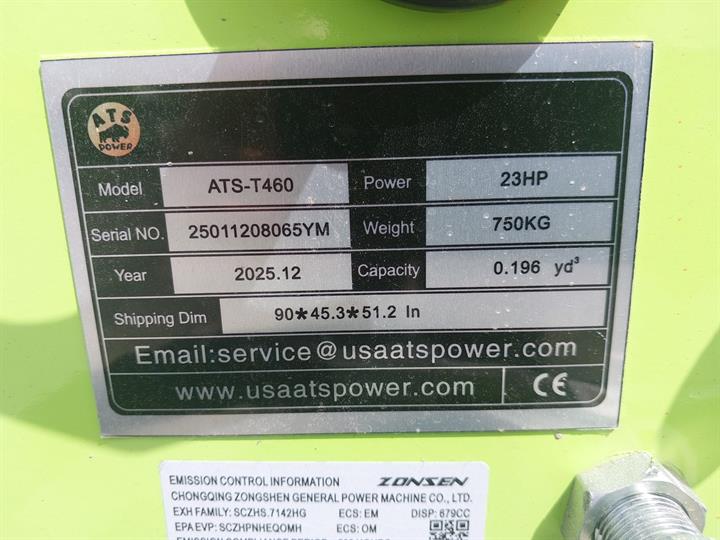 ATS
POWER
Model ATS-T460 Power 23HP
Serial NO. 25011208065YM Weight 750KG
Year 2025.12 Capacity 0.196 yd³
Shipping Dim 90*45.3*51.2 In
Email:service@usaatspower.com
www.usaatspower.com CE
EMISSION CONTROL INFORMATION ZONSEN
CHONGQING ZONGSHEN GENERAL POWER MACHINE CO., LTD.
EXH FAMILY: SCZHS.7142HG ECS: EM DISP: 679CC
EPA EVP: SCZHPNHEQOMH ECS: OM